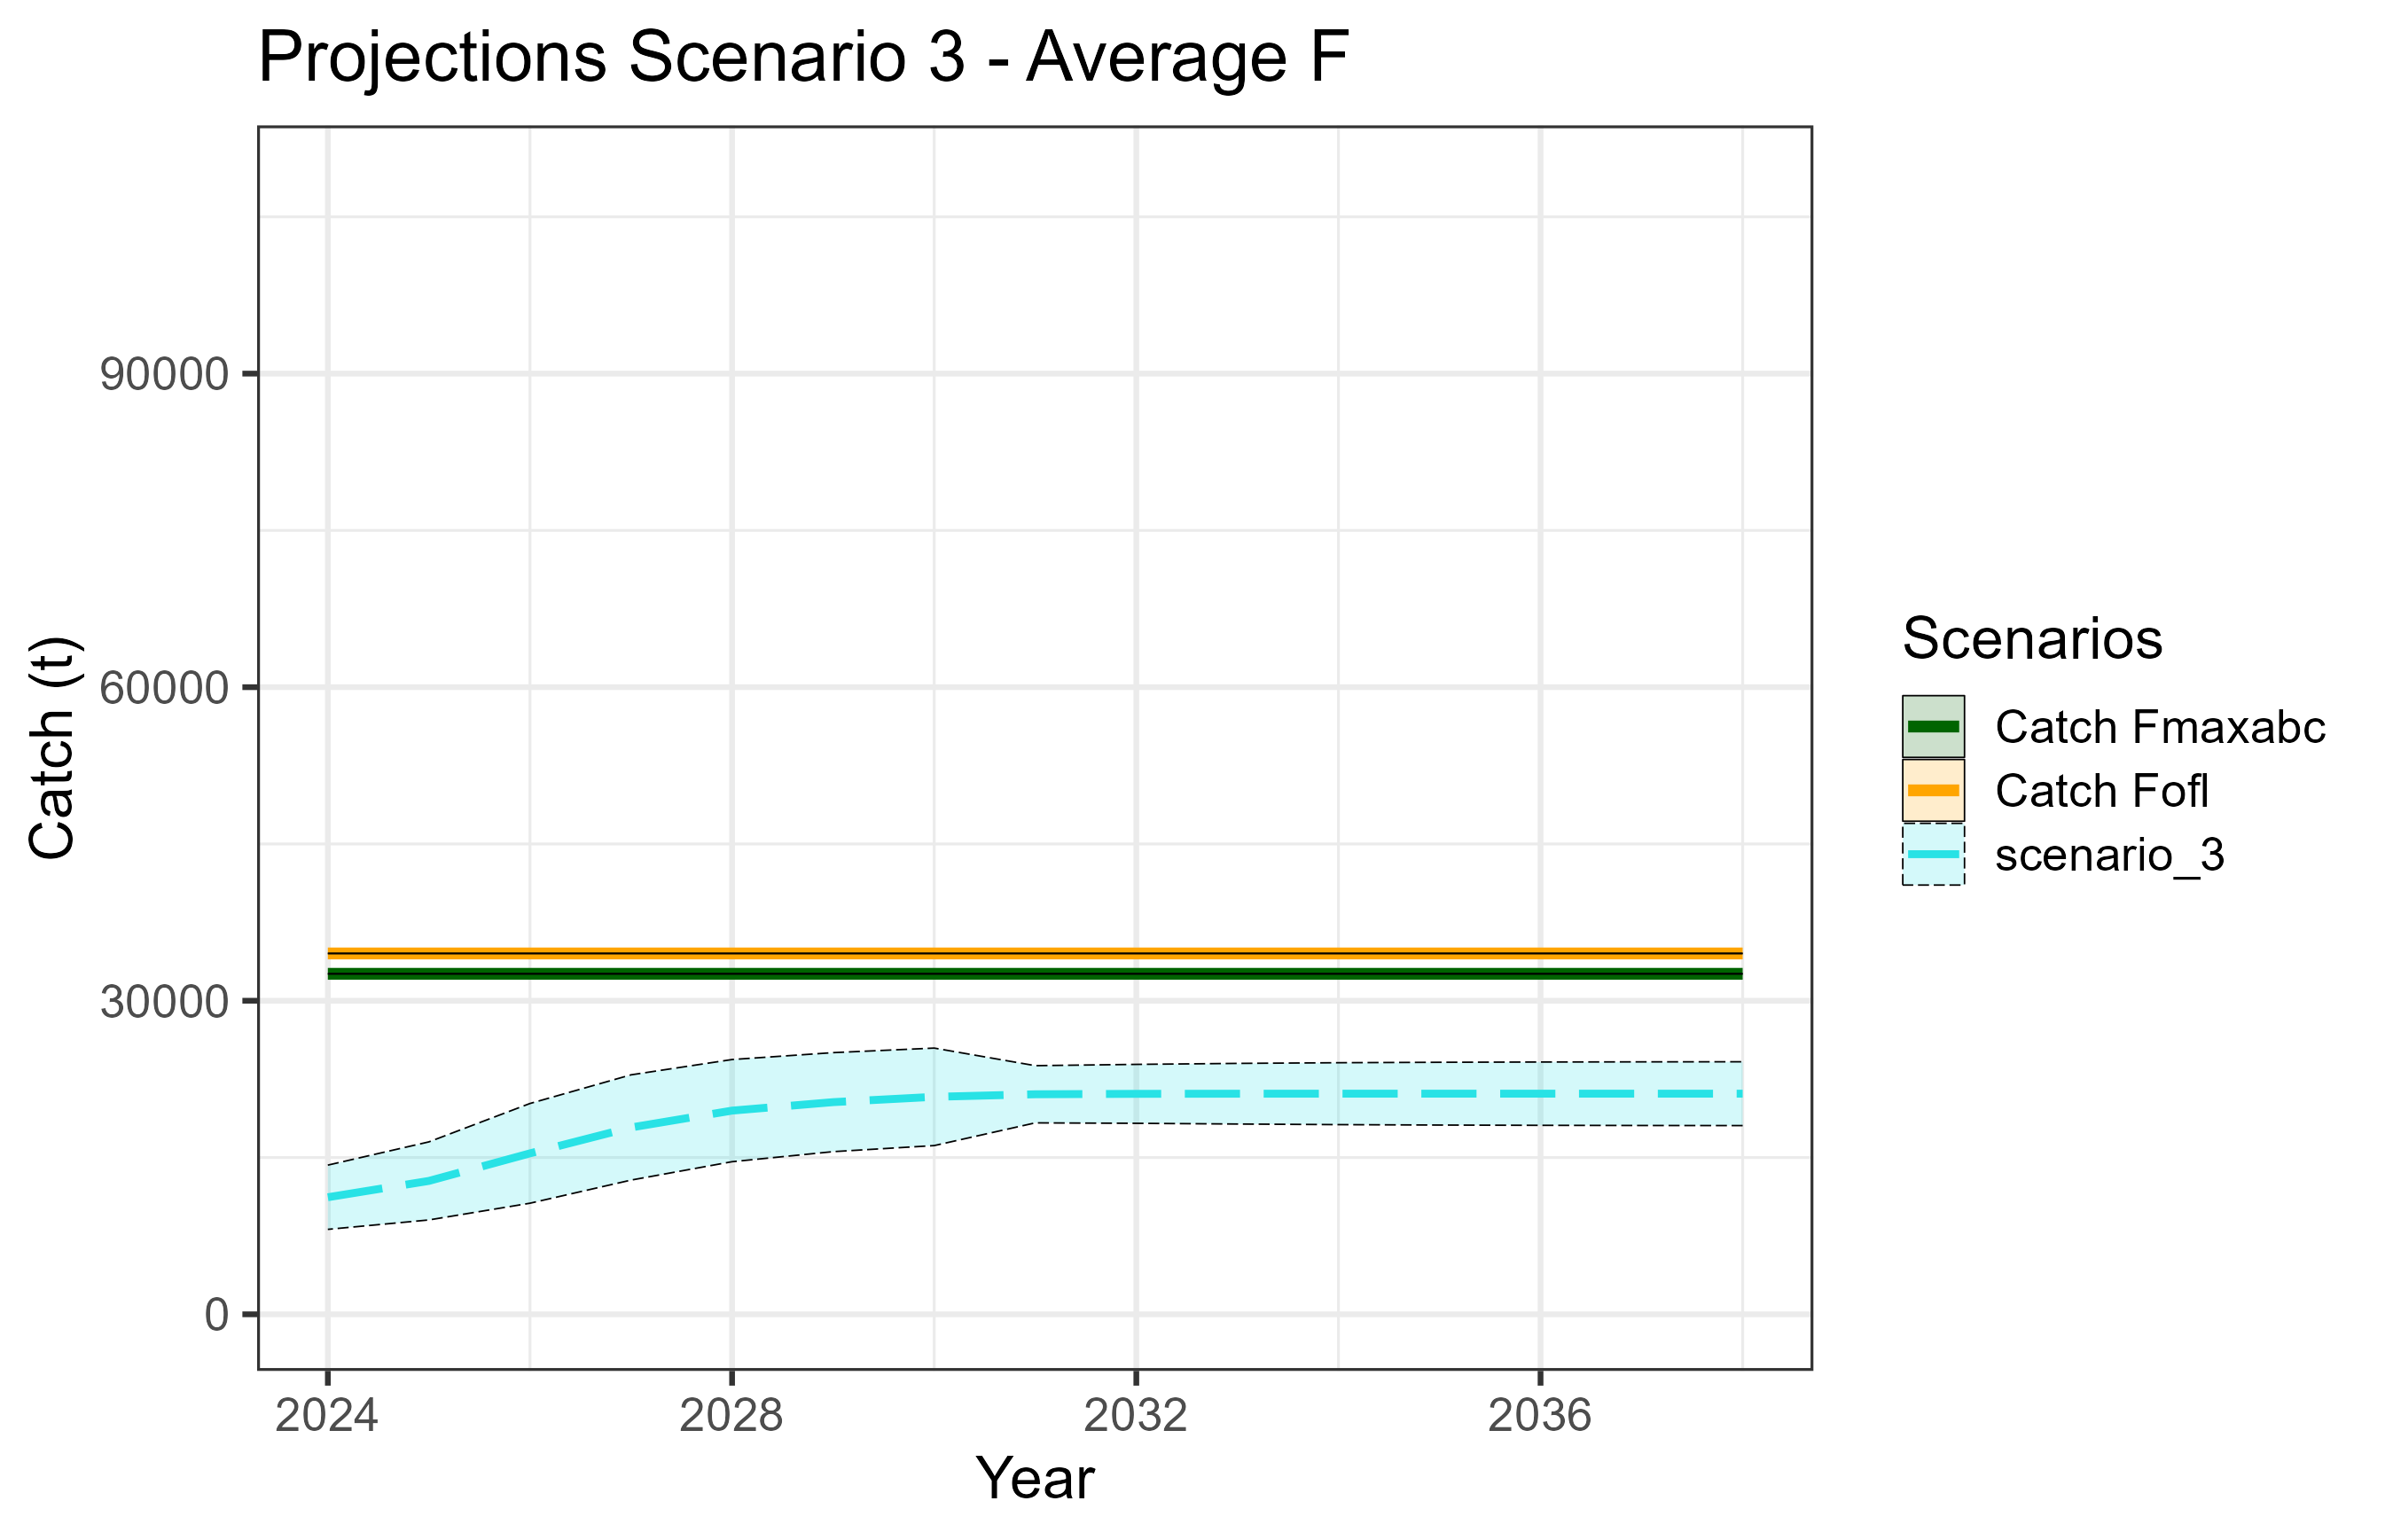 Projections Scenario 3 - Average F
Catch (t)
90000
60000
30000
0
2024 2028 2032 2036
Year
Scenarios
Catch Fmaxabc
Catch Fofl
scenario_3